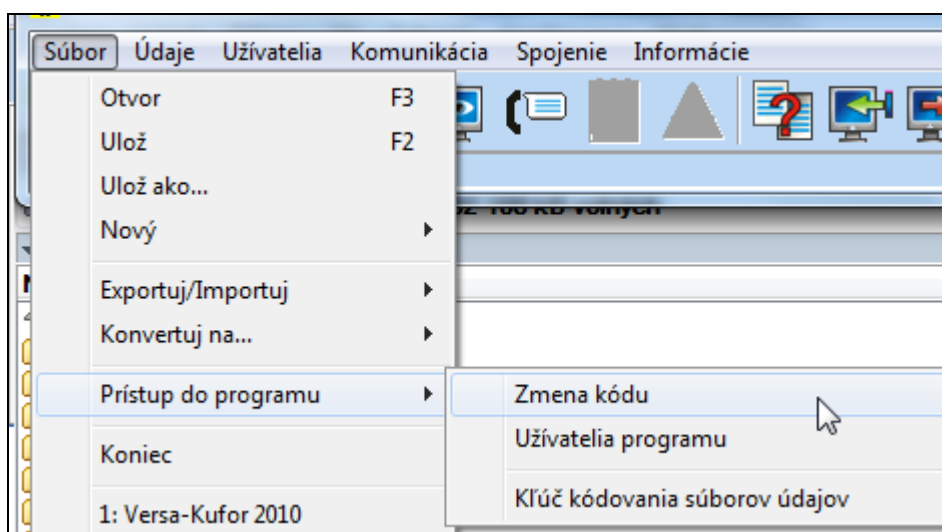 Súbor Údaje Užívatelia Komunikácia Spojenie Informácie
Otvor F3
Ulož F2
Ulož ako...
Nový
Exportuj/Importuj
Konvertuj na...
Prístup do programu
Koniec
1: Versa-Kufor 2010
Zmena kódu
Užívatelia programu
Kľúč kódovania súborov údajov